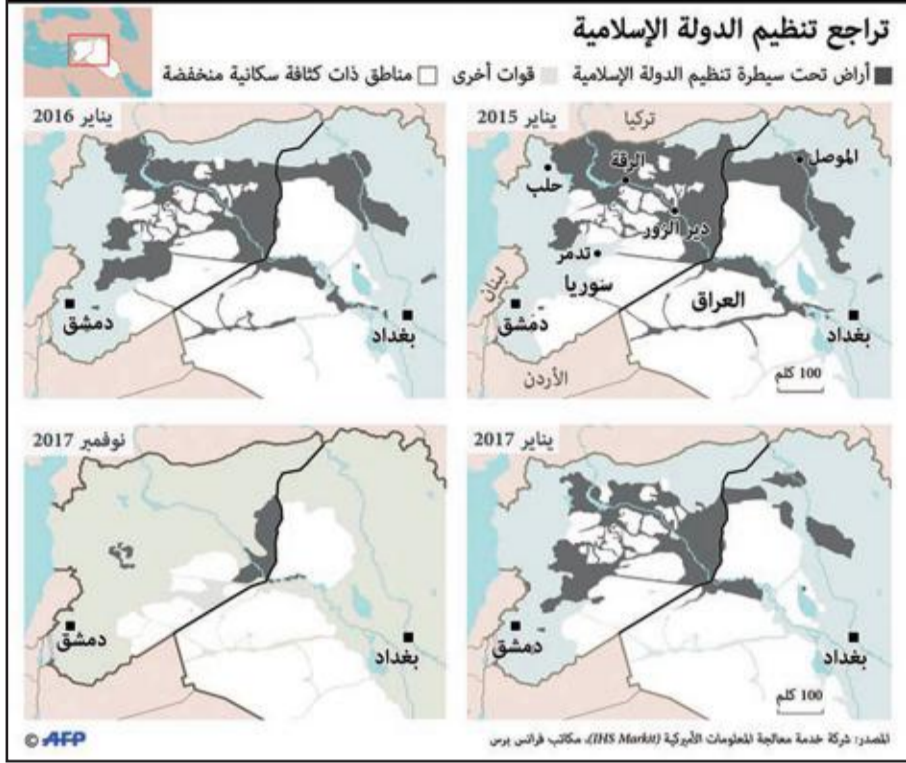 تراجع تنظيم الدولة الإسلامية
أراض تحت سيطرة تنظيم الدولة الإسلامية
قوات أخرى
مناطق ذات كثافة سكانية منخفضة
يناير 2015
تركيا
الموصل
الرقة
حلب
دير الزور
تدمر
سوريا
العراق
لبنان
دمشق
بغداد
الأردن
100 كلم
يناير 2016
دمشق
بغداد
يناير 2017
دمشق
بغداد
100 كلم
نوفمبر 2017
دمشق
بغداد
المصدر: شركة خدمة معالجة المعلومات الأميركية (IHS Markit)، مكاتب فرانس برس
© AFP